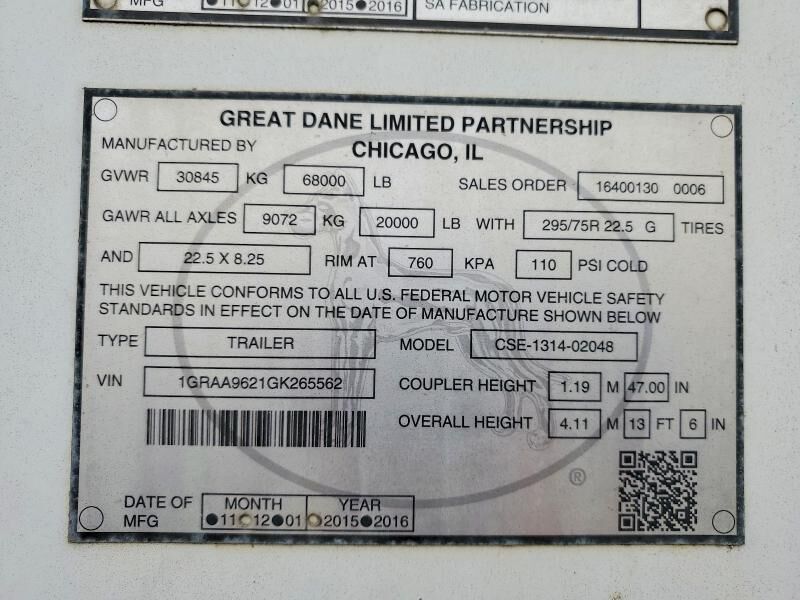 MFG 11 12 01 2015 2016 SA FABRICATION
GREAT DANE LIMITED PARTNERSHIP
MANUFACTURED BY CHICAGO, IL
GVWR 30845 KG 68000 LB SALES ORDER 16400130 0006
GAWR ALL AXLES 9072 KG 20000 LB WITH 295/75R 22.5 G TIRES
AND 22.5 X 8.25 RIM AT 760 KPA 110 PSI COLD
THIS VEHICLE CONFORMS TO ALL U.S. FEDERAL MOTOR VEHICLE SAFETY
STANDARDS IN EFFECT ON THE DATE OF MANUFACTURE SHOWN BELOW
TYPE TRAILER MODEL CSE-1314-02048
VIN 1GRAA9621GK265562 COUPLER HEIGHT 1.19 M 47.00 IN
OVERALL HEIGHT 4.11 M 13 FT 6 IN
®
DATE OF MONTH YEAR
MFG 11 12 01 2015 2016